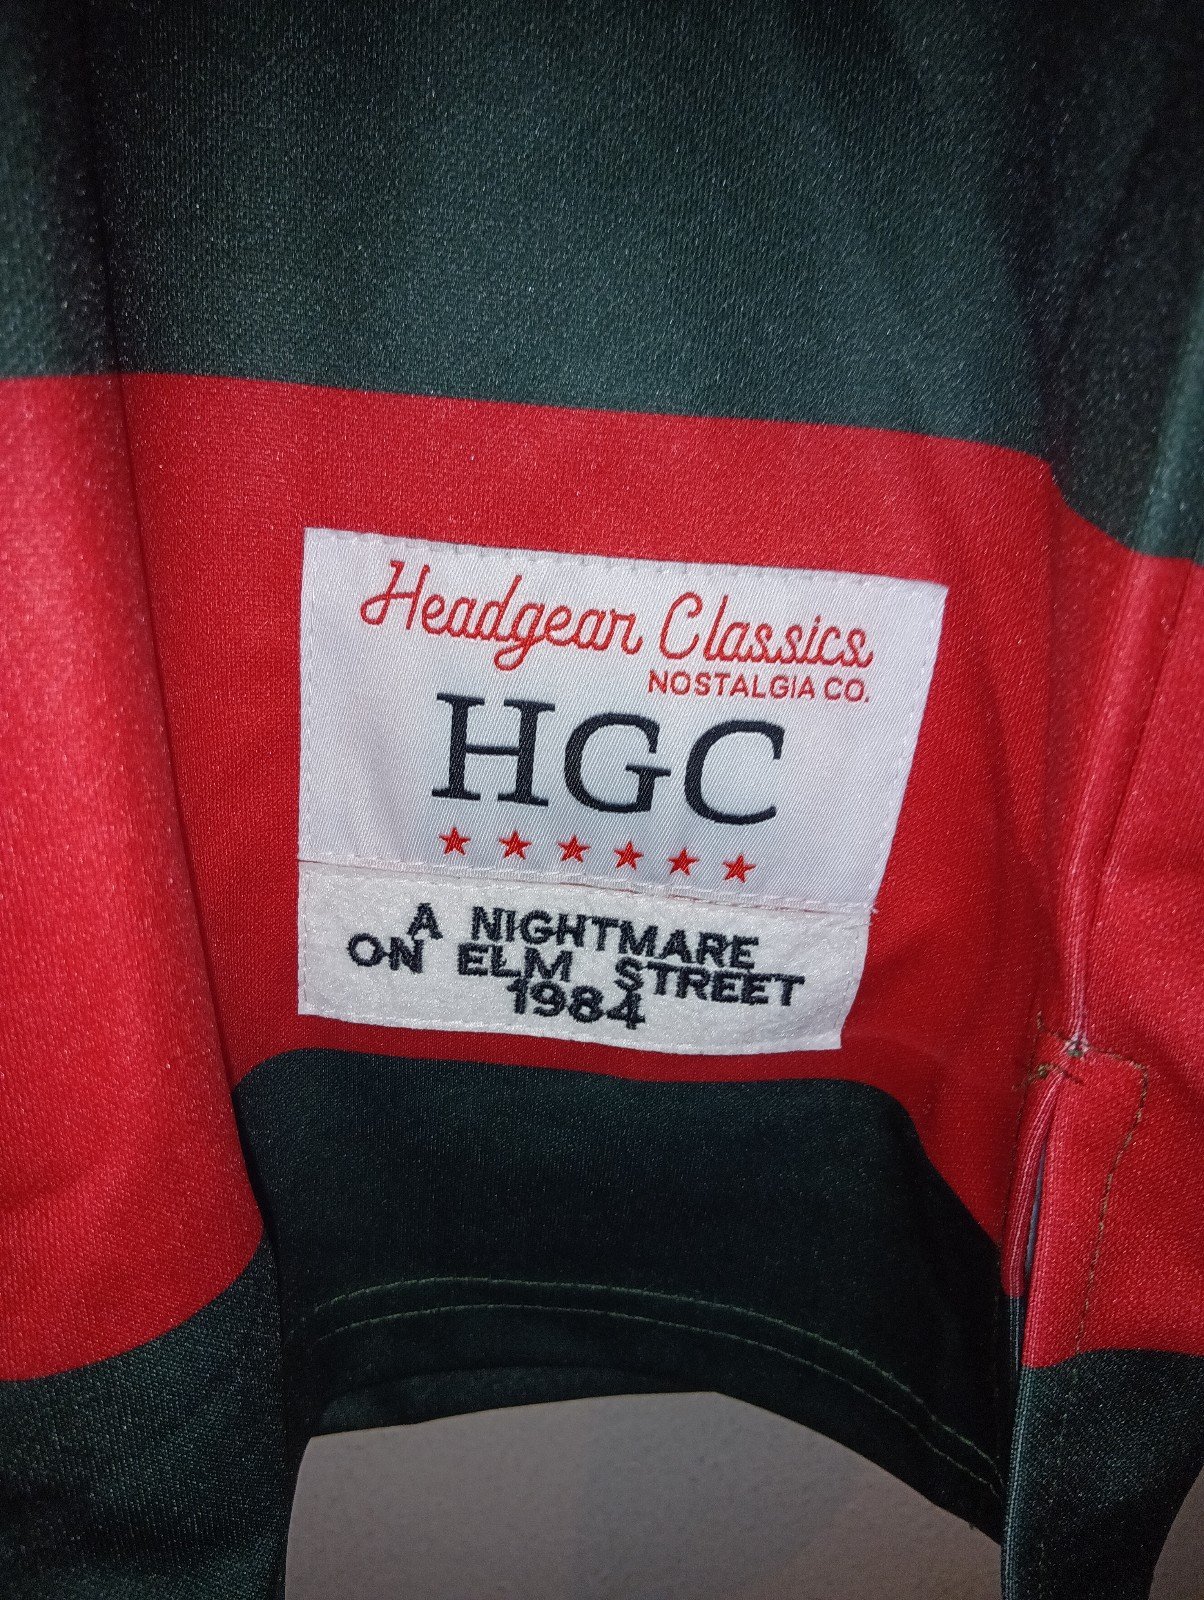 Headgear Classics
NOSTALGIA CO.
HGC
A NIGHTMARE
ON ELM STREET
1984